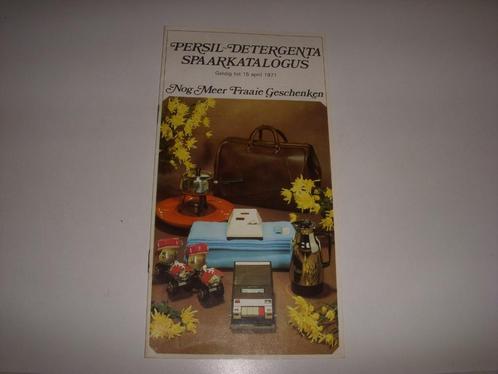 PERSIL-DETERGENTA
SPAARKATALOGUS
Geldig tot 15 april 1971
Nog Meer Fraaie Geschenken